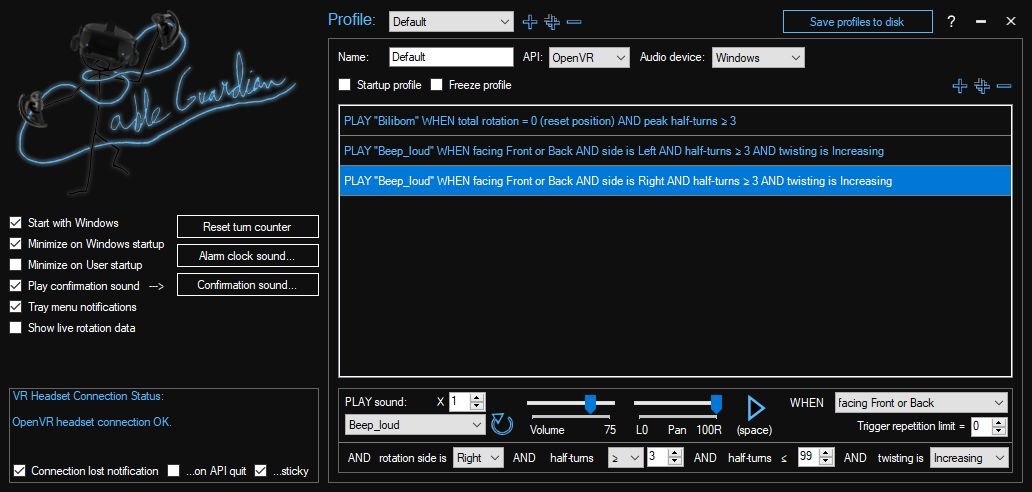 able Guardian
Start with Windows
Minimize on Windows startup
Minimize on User startup
Play confirmation sound --->
Tray menu notifications
Show live rotation data
Reset turn counter
Alarm clock sound...
Confirmation sound...
VR Headset Connection Status:
OpenVR headset connection OK.
Connection lost notification ...on API quit ...sticky
Profile: Default Save profiles to disk ?
Name: Default API: OpenVR Audio device: Windows
Startup profile Freeze profile
PLAY "Bilibom" WHEN total rotation = 0 (reset position) AND peak half-turns ≥ 3
PLAY "Beep_loud" WHEN facing Front or Back AND side is Left AND half-turns ≥ 3 AND twisting is Increasing
PLAY "Beep_loud" WHEN facing Front or Back AND side is Right AND half-turns ≥ 3 AND twisting is Increasing
PLAY sound: X 1 WHEN facing Front or Back
Beep_loud Volume 75 L0 Pan 100R (space) Trigger repetition limit = 0
AND rotation side is Right AND half-turns ≥ 3 AND half-turns ≤ 99 AND twisting is Increasing